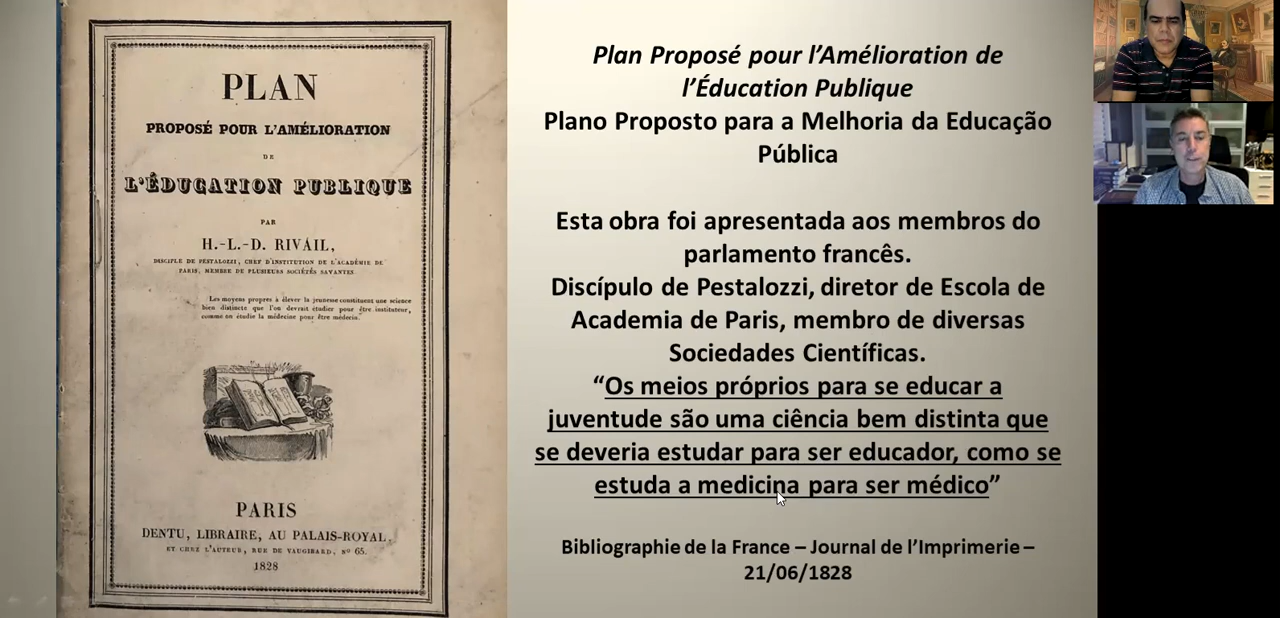 PLAN
PROPOSÉ POUR L'AMÉLIORATION
DE
L'ÉDUCATION PUBLIQUE
PAR
H.-L.-D. RIVAIL,
DISCIPLE DE PESTALOZZI, CHEF D'INSTITUTION DE L'ACADÉMIE DE
PARIS, MEMBRE DE PLUSIEURS SOCIÉTÉS SAVANTES
Les moyens propres à élever la jeunesse constituent une science
bien distincte que l'on devrait étudier pour être instituteur,
comme on étudie la médecine pour être médecin.
PARIS
DENTU, LIBRAIRE, AU PALAIS-ROYAL,
ET CHEZ L'AUTEUR, RUE DE VAUGIRARD, Nº 65.
1828
Plan Proposé pour l'Amélioration de
l'Éducation Publique
Plano Proposto para a Melhoria da Educação
Pública
Esta obra foi apresentada aos membros do
parlamento francês.
Discípulo de Pestalozzi, diretor de Escola de
Academia de Paris, membro de diversas
Sociedades Científicas.
“Os meios próprios para se educar a
juventude são uma ciência bem distinta que
se deveria estudar para ser educador, como se
estuda a medicina para ser médico”
Bibliographie de la France – Journal de l'Imprimerie –
21/06/1828